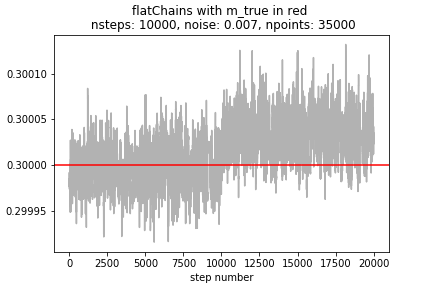 flatChains with m_true in red
nsteps: 10000, noise: 0.007, npoints: 35000
0.30010
0.30005
0.30000
0.29995
0 2500 5000 7500 10000 12500 15000 17500 20000
step number